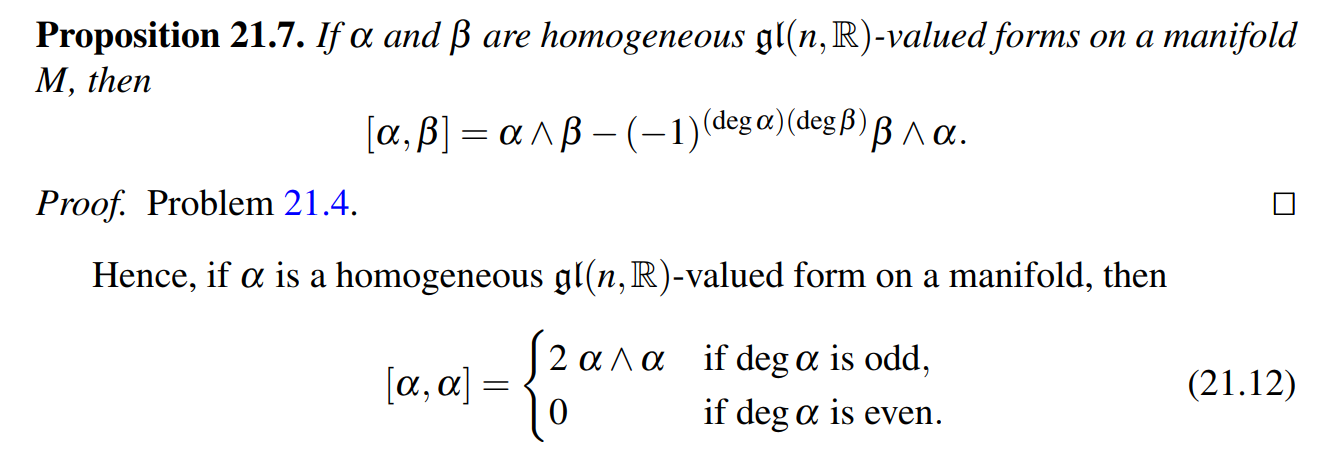 Proposition 21.7. If α and β are homogeneous 𝔤𝔩(n,ℝ)-valued forms on a manifold
M, then
[α,β] = α ∧ β − (−1)^{(deg α)(deg β)} β ∧ α.
Proof. Problem 21.4. □
Hence, if α is a homogeneous 𝔤𝔩(n,ℝ)-valued form on a manifold, then
[α,α] = { 2 α ∧ α if deg α is odd,
0 if deg α is even. (21.12)